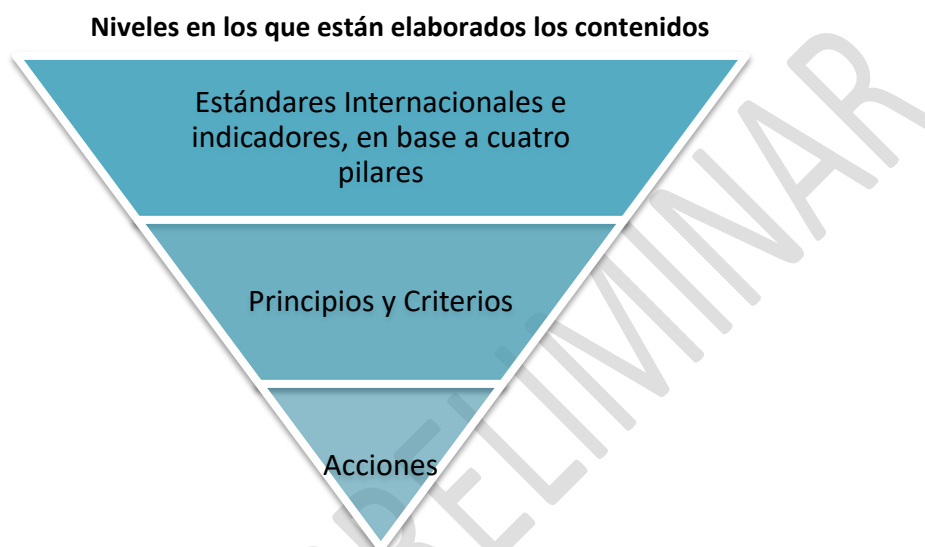 Niveles en los que están elaborados los contenidos
Estándares Internacionales e
indicadores, en base a cuatro
pilares
Principios y Criterios
Acciones
PRELIMINAR